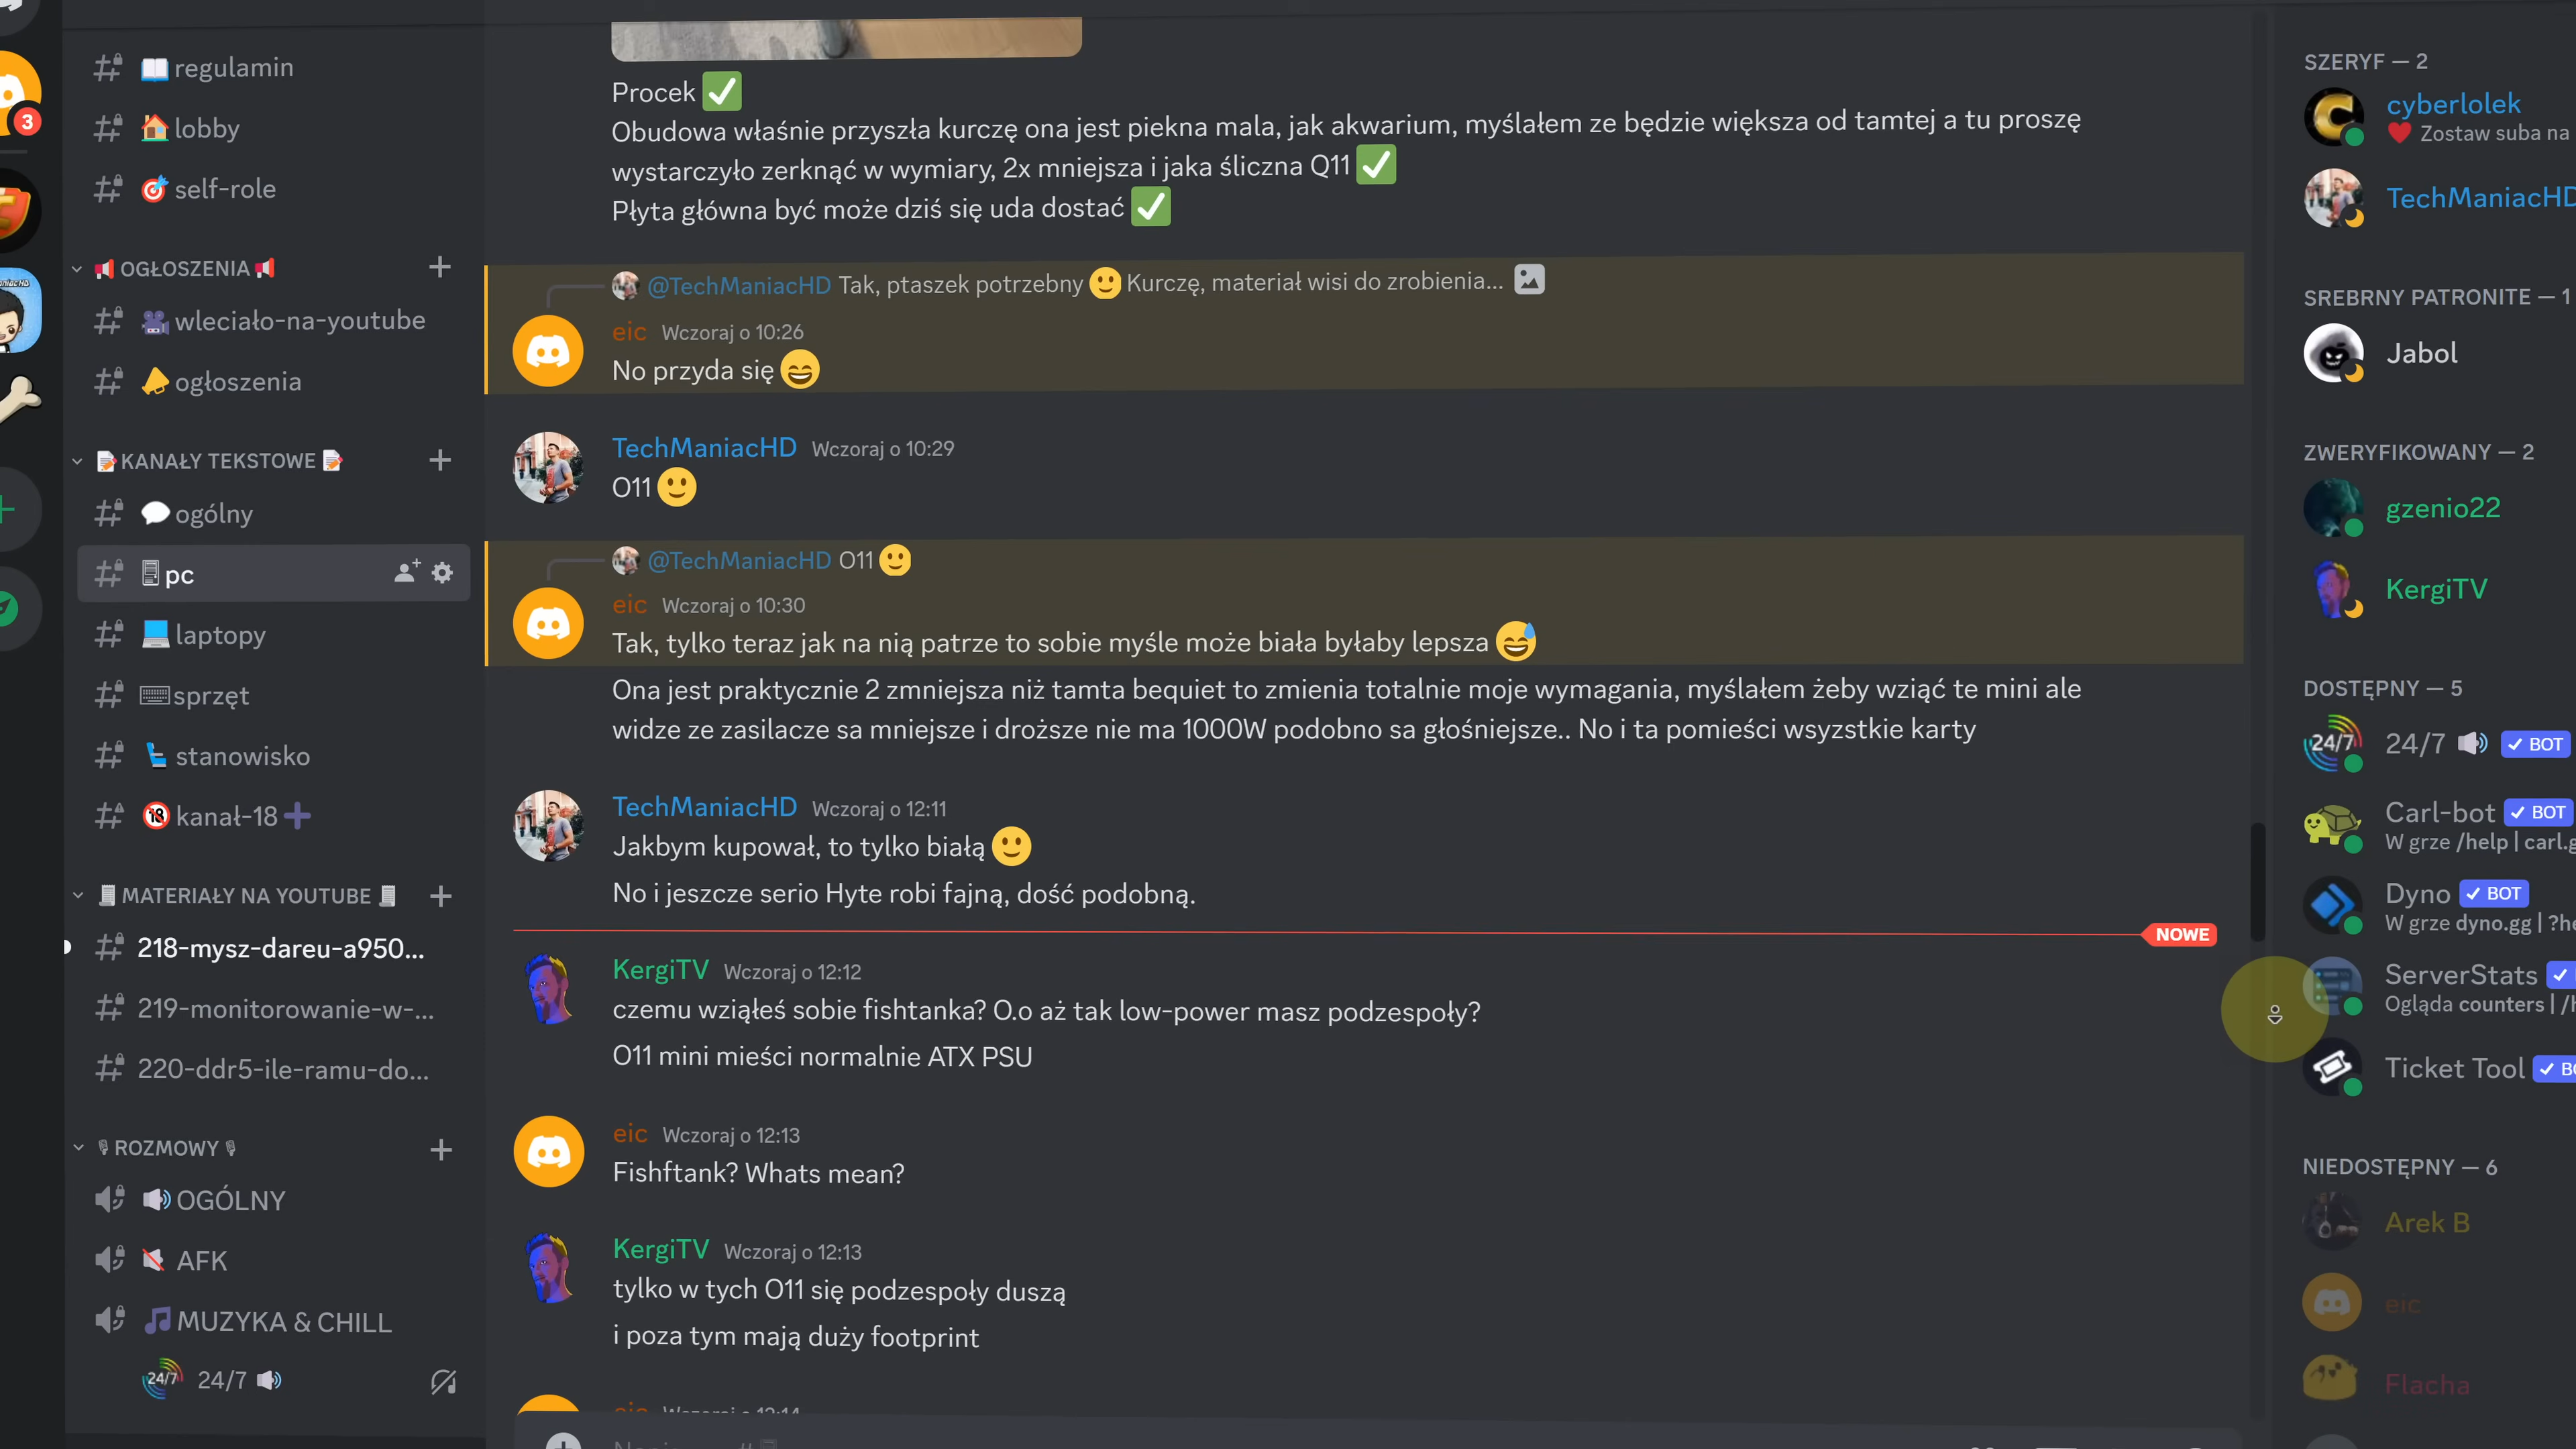 3
regulamin
lobby
self-role
OGŁOSZENIA
wleciało-na-youtube
ogłoszenia
KANAŁY TEKSTOWE
ogólny
pc
laptopy
sprzęt
stanowisko
kanał-18
MATERIAŁY NA YOUTUBE
218-mysz-dareu-a950...
219-monitorowanie-w-...
220-ddr5-ile-ramu-do...
ROZMOWY
OGÓLNY
AFK
MUZYKA & CHILL
24/7 24/7
Procek
Obudowa właśnie przyszła kurczę ona jest piekna mala, jak akwarium, myślałem ze będzie większa od tamtej a tu proszę
wystarczyło zerknąć w wymiary, 2x mniejsza i jaka śliczna Q11
Płyta główna być może dziś się uda dostać
@TechManiacHD Tak, ptaszek potrzebny Kurczę, materiał wisi do zrobienia...
eic Wczoraj o 10:26
No przyda się
TechManiacHD Wczoraj o 10:29
O11
@TechManiacHD O11
eic Wczoraj o 10:30
Tak, tylko teraz jak na nią patrze to sobie myśle może biała byłaby lepsza
Ona jest praktycznie 2 zmniejsza niż tamta bequiet to zmienia totalnie moje wymagania, myślałem żeby wziąć te mini ale
widze ze zasilacze sa mniejsze i droższe nie ma 1000W podobno sa głośniejsze.. No i ta pomieści wsyzstkie karty
TechManiacHD Wczoraj o 12:11
Jakbym kupował, to tylko białą
No i jeszcze serio Hyte robi fajną, dość podobną.
NOWE
KergiTV Wczoraj o 12:12
czemu wziąłeś sobie fishtanka? O.o aż tak low-power masz podzespoły?
O11 mini mieści normalnie ATX PSU
eic Wczoraj o 12:13
Fishftank? Whats mean?
KergiTV Wczoraj o 12:13
tylko w tych O11 się podzespoły duszą
i poza tym mają duży footprint
eic Wczoraj o 12:14
SZERYF — 2
cyberlolek
Zostaw suba na
TechManiacHD
SREBRNY PATRONITE — 1
Jabol
ZWERYFIKOWANY — 2
gzenio22
KergiTV
DOSTĘPNY — 5
24/7 24/7 BOT
Carl-bot BOT
W grze /help | carl.g
Dyno BOT
W grze dyno.gg | ?he
ServerStats
Ogląda counters | /h
Ticket Tool BO
NIEDOSTĘPNY — 6
Arek B
eic
Flacha